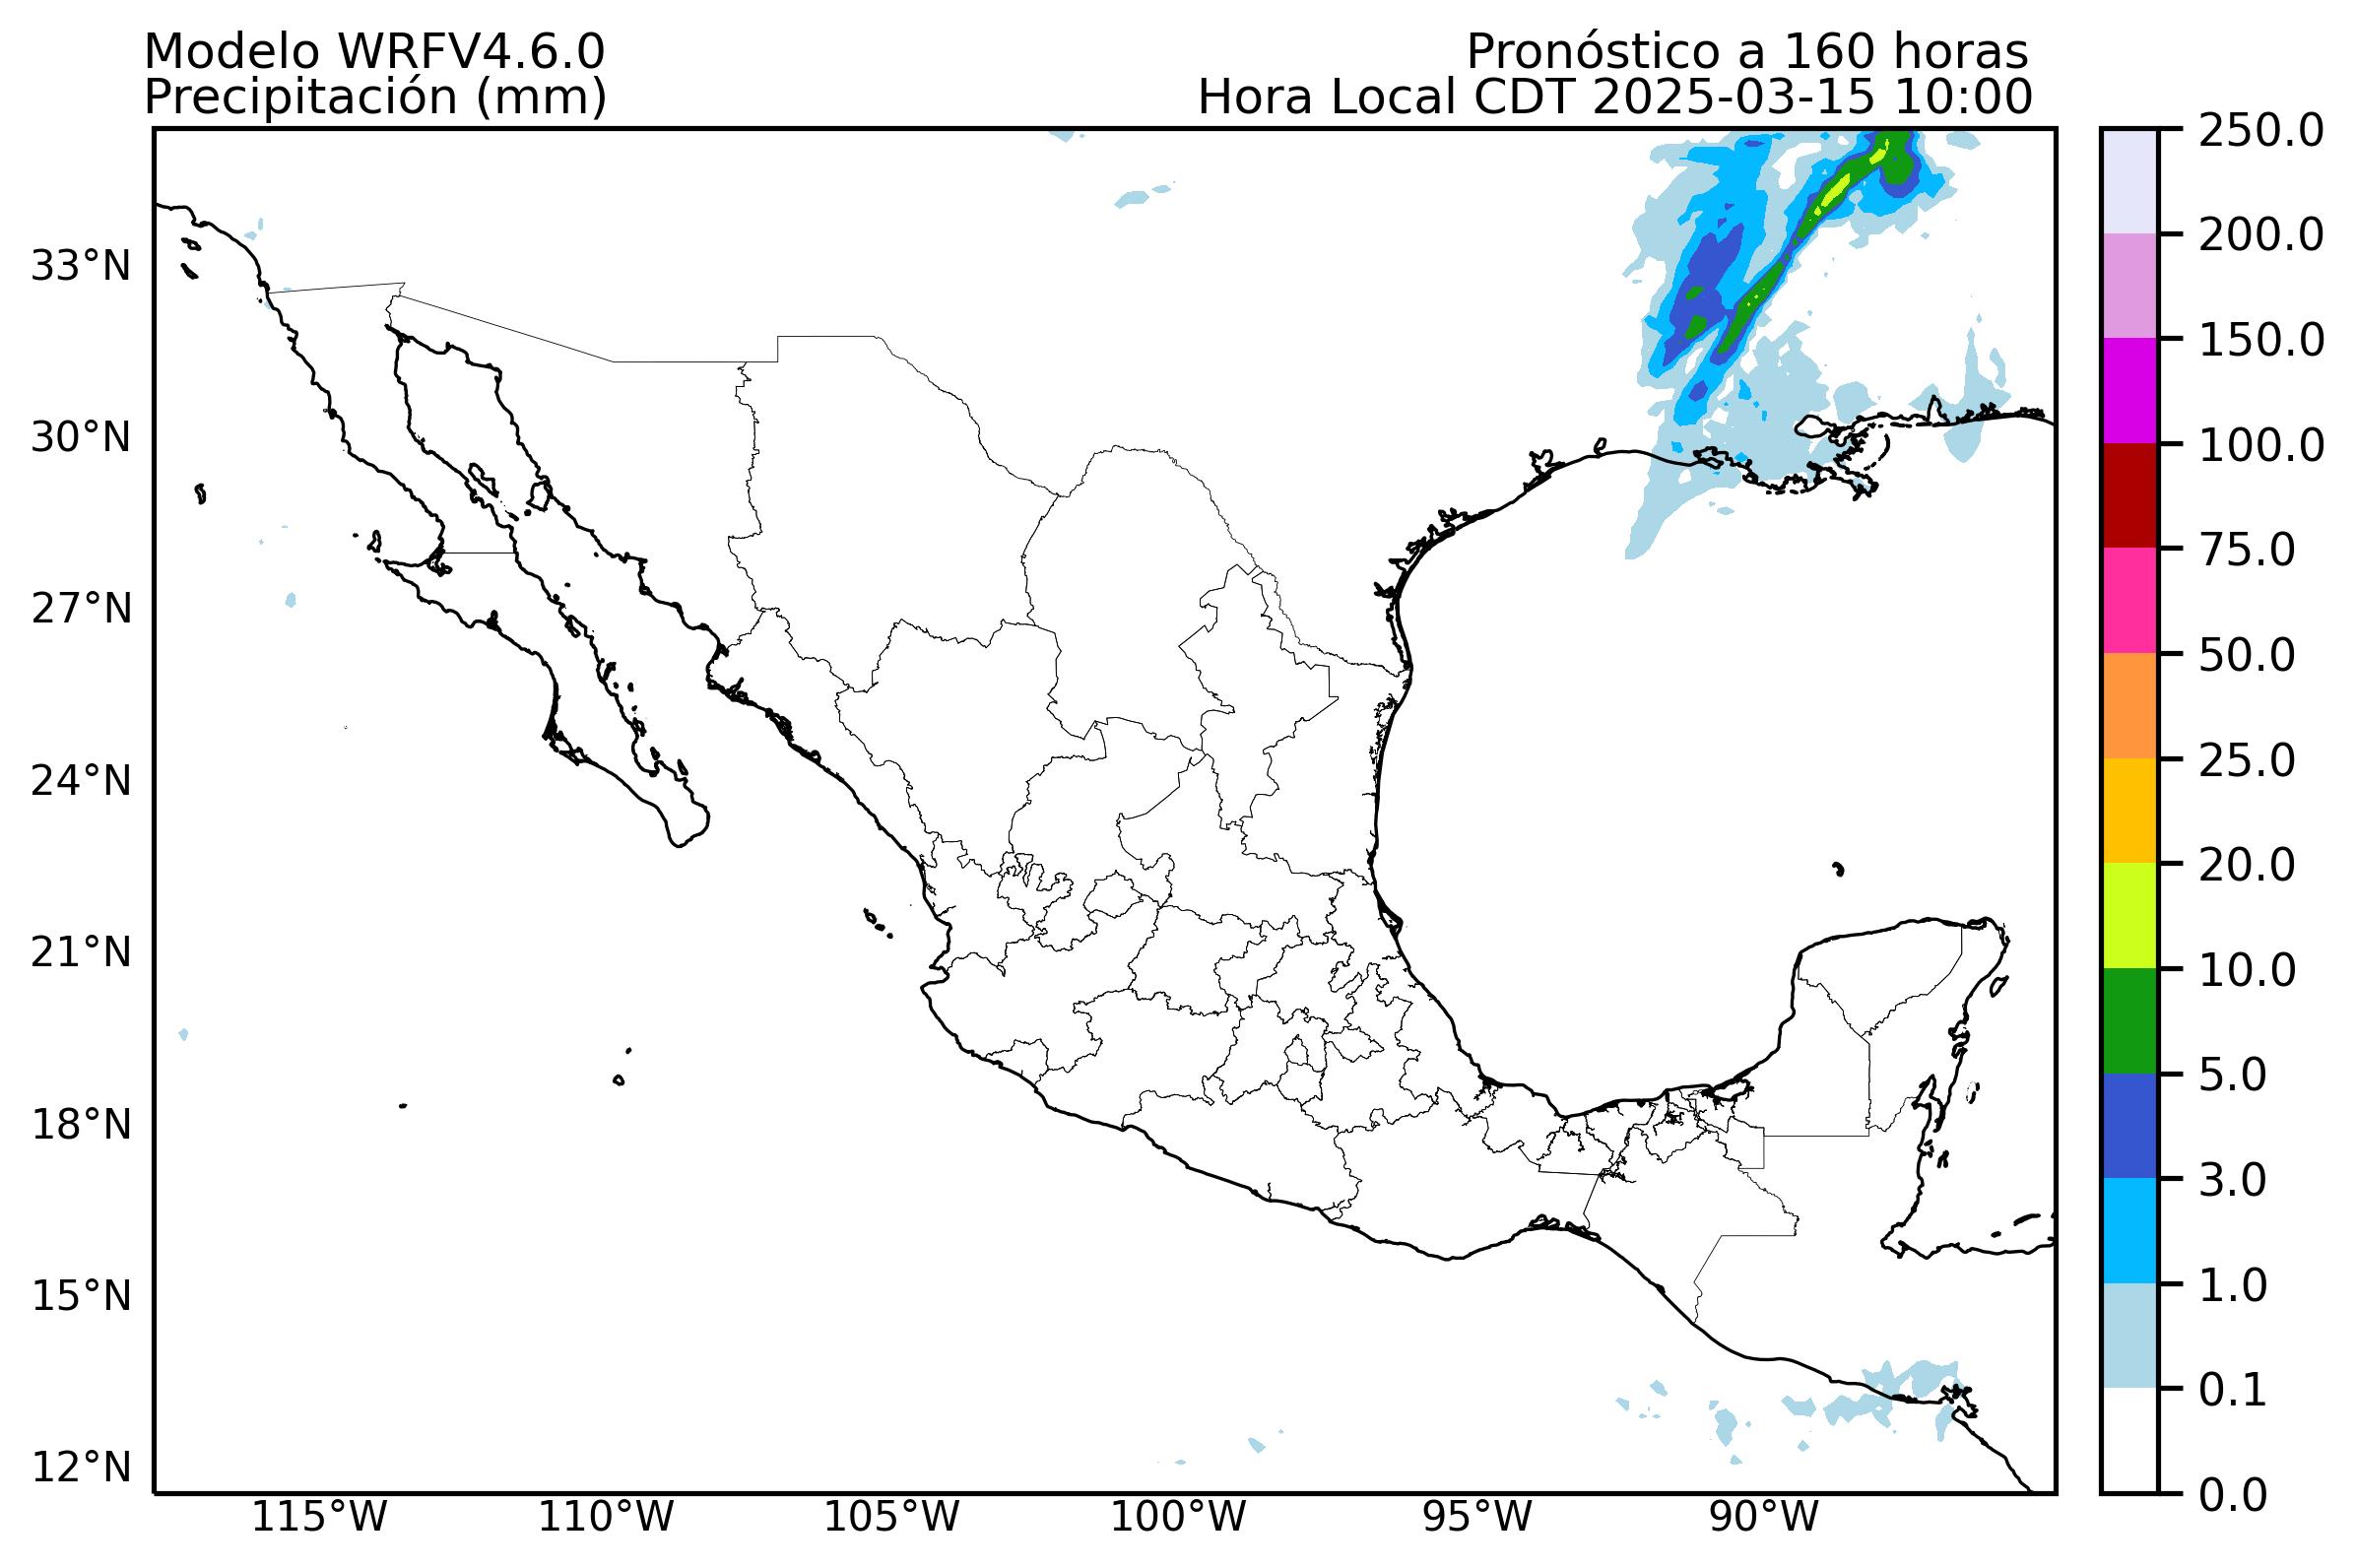 Modelo WRFV4.6.0
Pronóstico a 160 horas
Precipitación (mm)
Hora Local CDT 2025-03-15 10:00
33°N
30°N
27°N
24°N
21°N
18°N
15°N
12°N
115°W
110°W
105°W
100°W
95°W
90°W
250.0
200.0
150.0
100.0
75.0
50.0
25.0
20.0
10.0
5.0
3.0
1.0
0.1
0.0